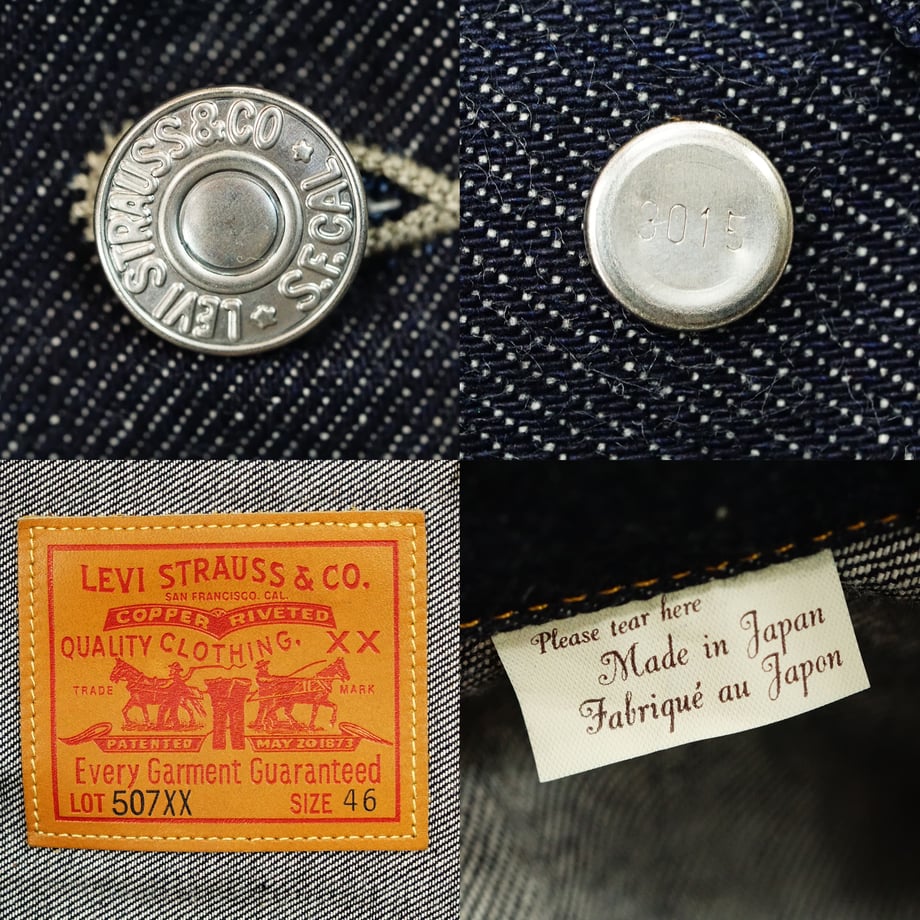 LEVI STRAUSS & CO
S.F. CAL
3015
LEVI STRAUSS & CO.
SAN FRANCISCO. CAL.
COPPER RIVETED
QUALITY CLOTHING. XX
TRADE MARK
PATENTED MAY 20 1873
Every Garment Guaranteed
LOT 507XX SIZE 46
Please tear here
Made in Japan
Fabriqué au Japon